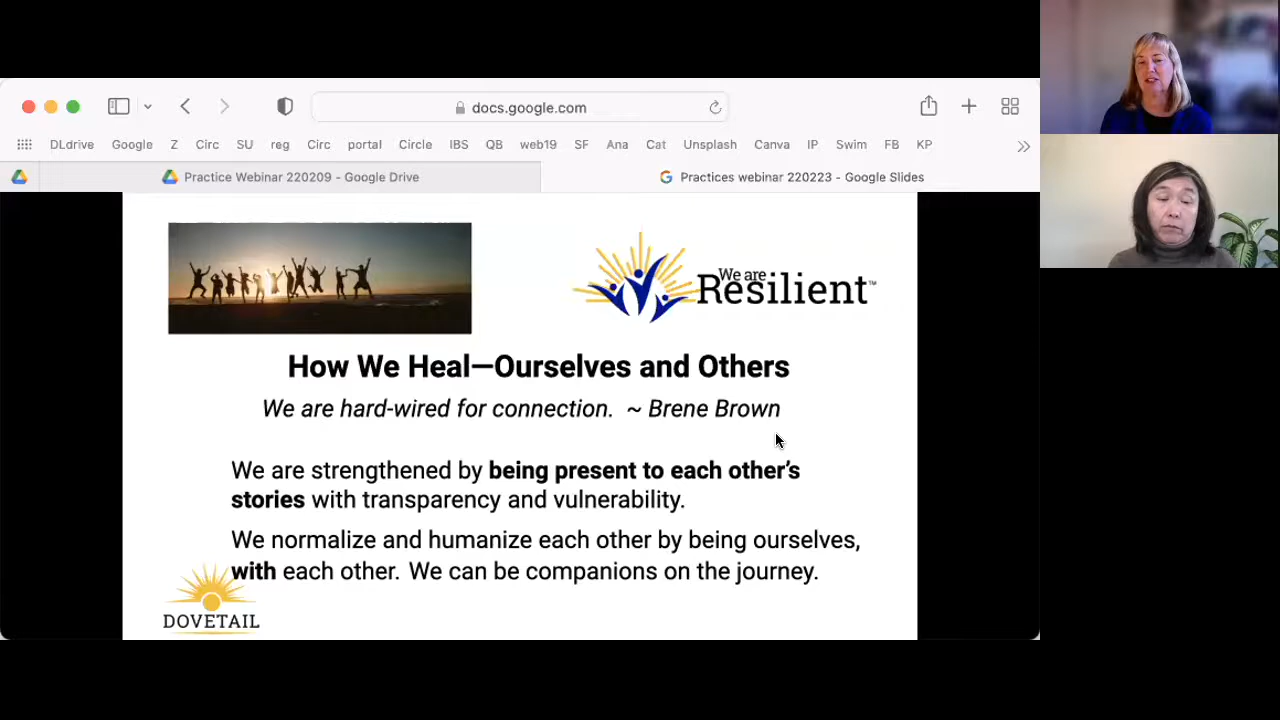 docs.google.com
DLdrive Google Z Circ SU reg Circ portal Circle IBS QB web19 SF Ana Cat Unsplash Canva IP Swim FB KP
Practice Webinar 220209 - Google Drive
Practices webinar 220223 - Google Slides
We are
Resilient™
How We Heal—Ourselves and Others
We are hard-wired for connection. ~ Brene Brown
We are strengthened by being present to each other's
stories with transparency and vulnerability.
We normalize and humanize each other by being ourselves,
with each other. We can be companions on the journey.
DOVETAIL